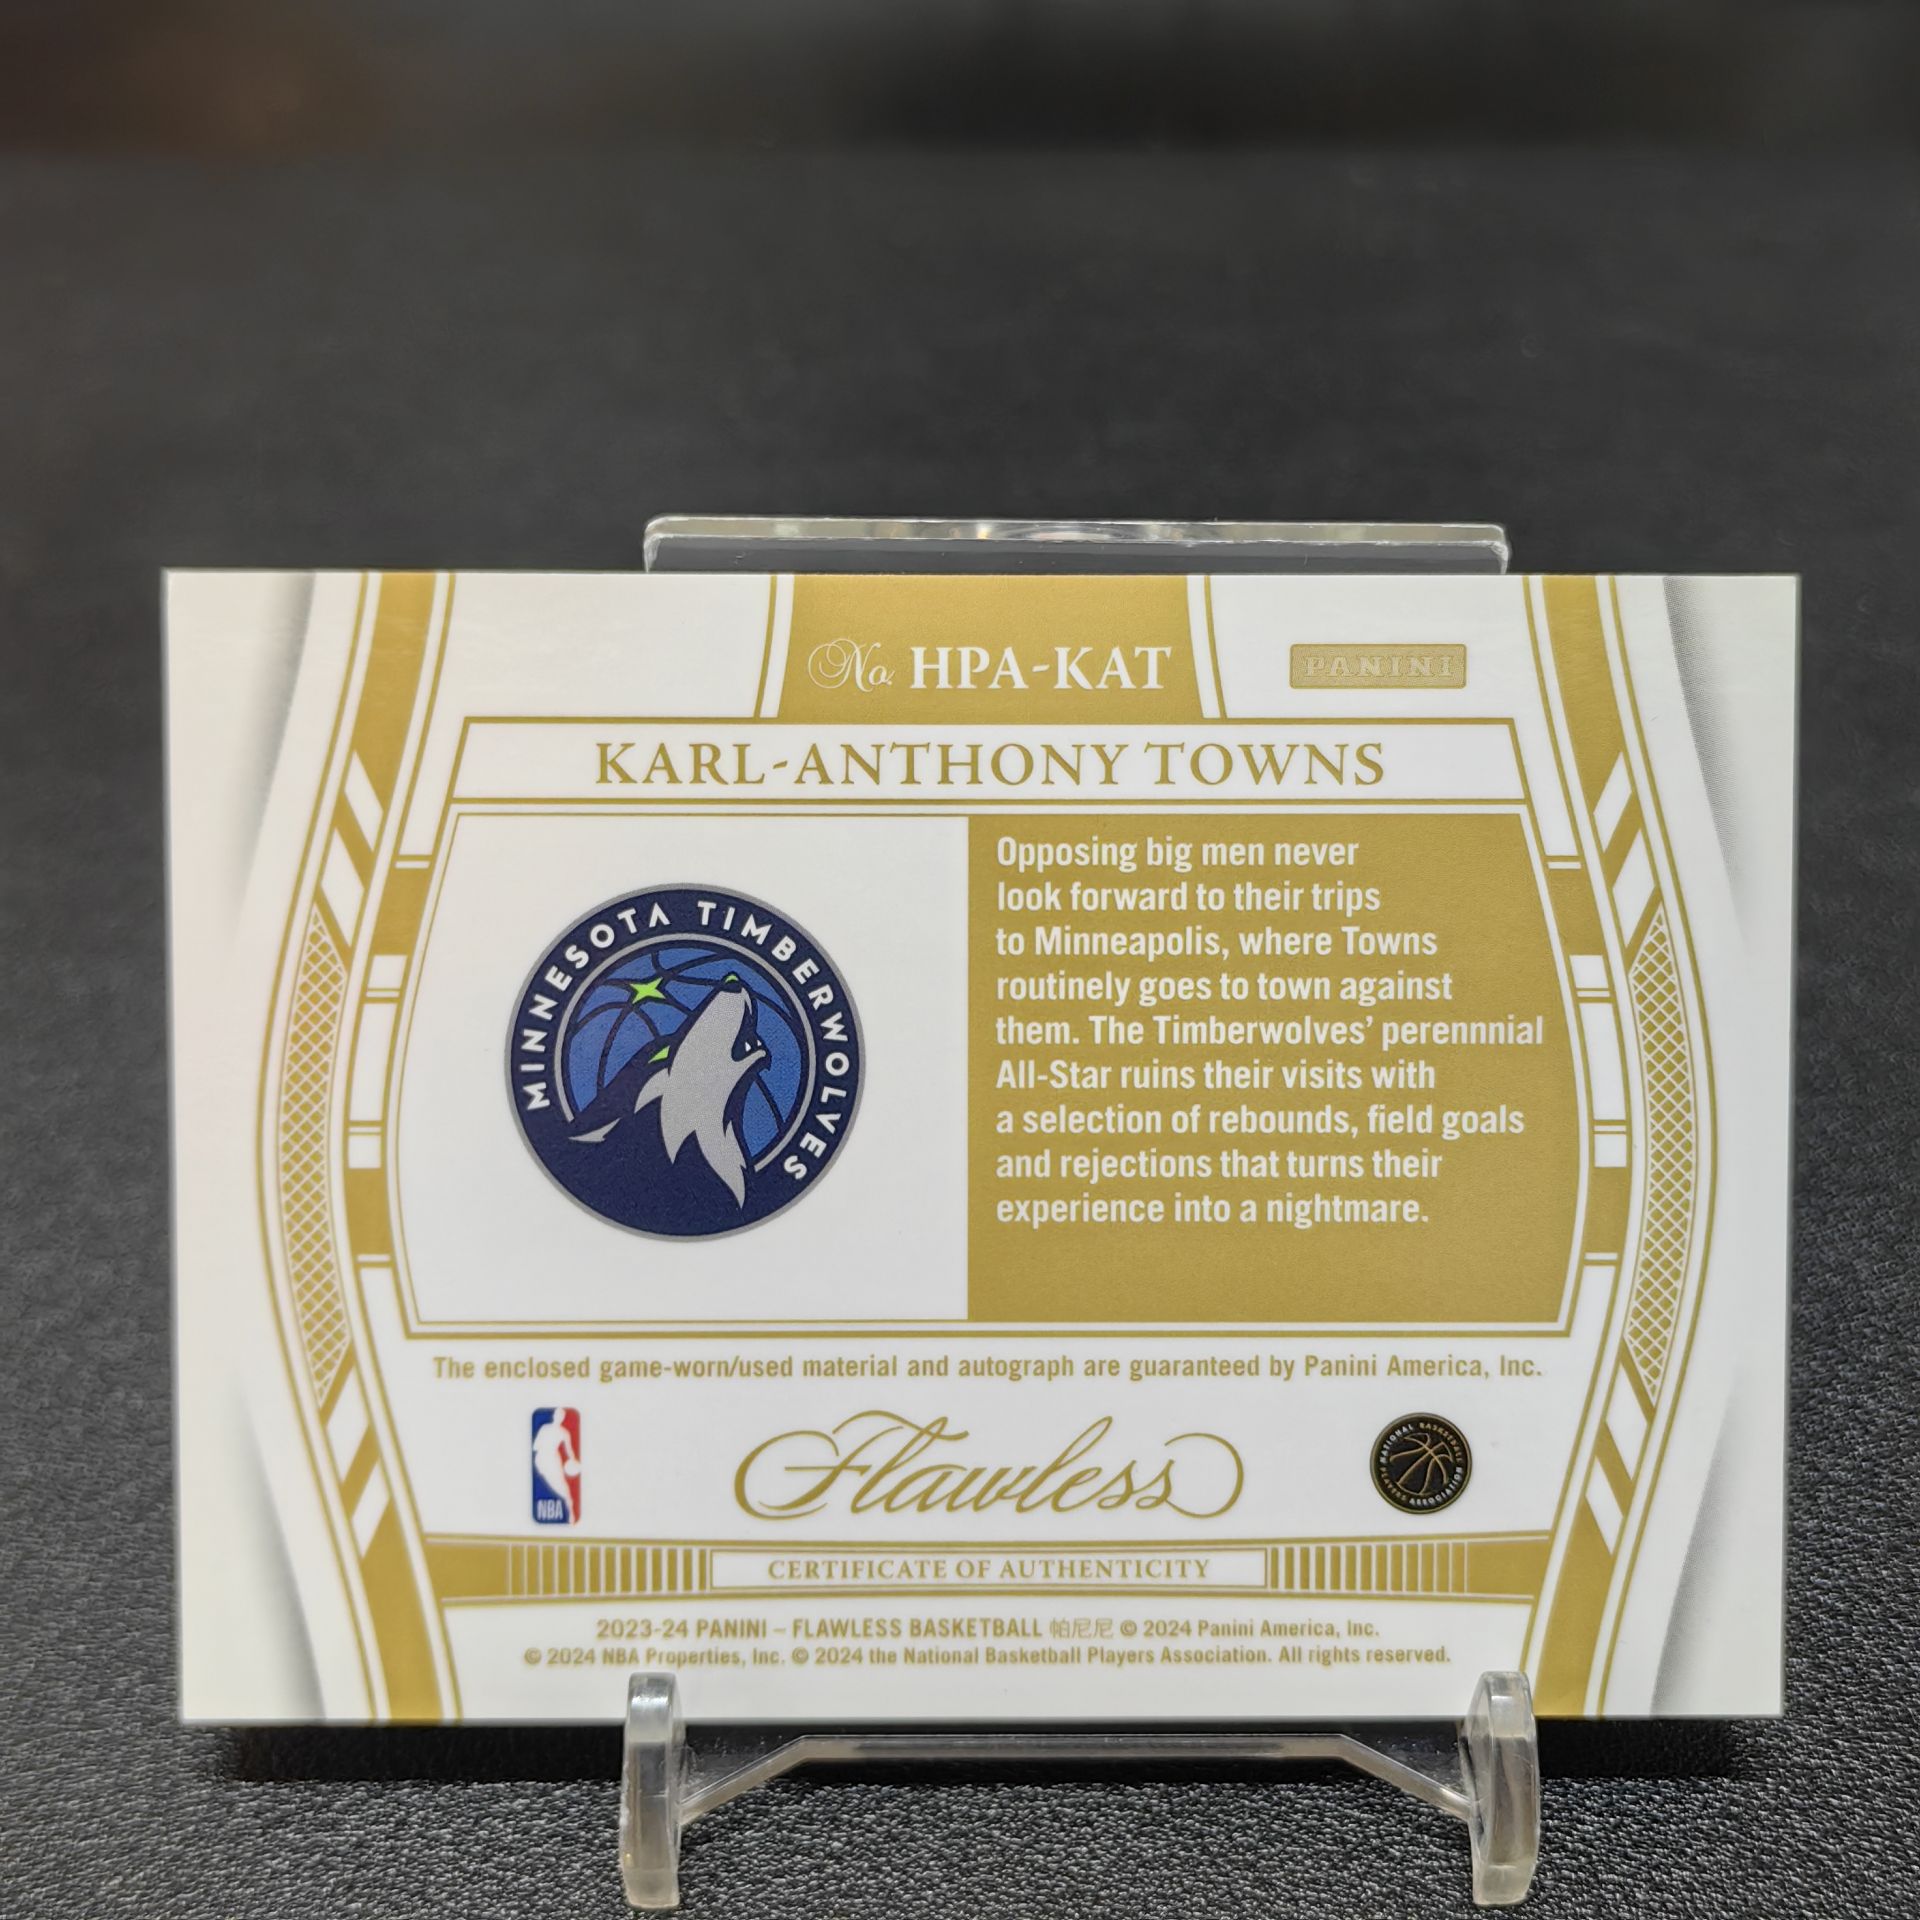 No. HPA-KAT
PANINI
KARL-ANTHONY TOWNS
MINNESOTA TIMBERWOLVES
Opposing big men never
look forward to their trips
to Minneapolis, where Towns
routinely goes to town against
them. The Timberwolves’ perennnial
All-Star ruins their visits with
a selection of rebounds, field goals
and rejections that turns their
experience into a nightmare.
The enclosed game-worn/used material and autograph are guaranteed by Panini America, Inc.
NBA
Flawless
NATIONAL BASKETBALL PLAYERS ASSOCIATION
CERTIFICATE OF AUTHENTICITY
2023-24 PANINI – FLAWLESS BASKETBALL 帕尼尼 © 2024 Panini America, Inc.
© 2024 NBA Properties, Inc. © 2024 the National Basketball Players Association. All rights reserved.